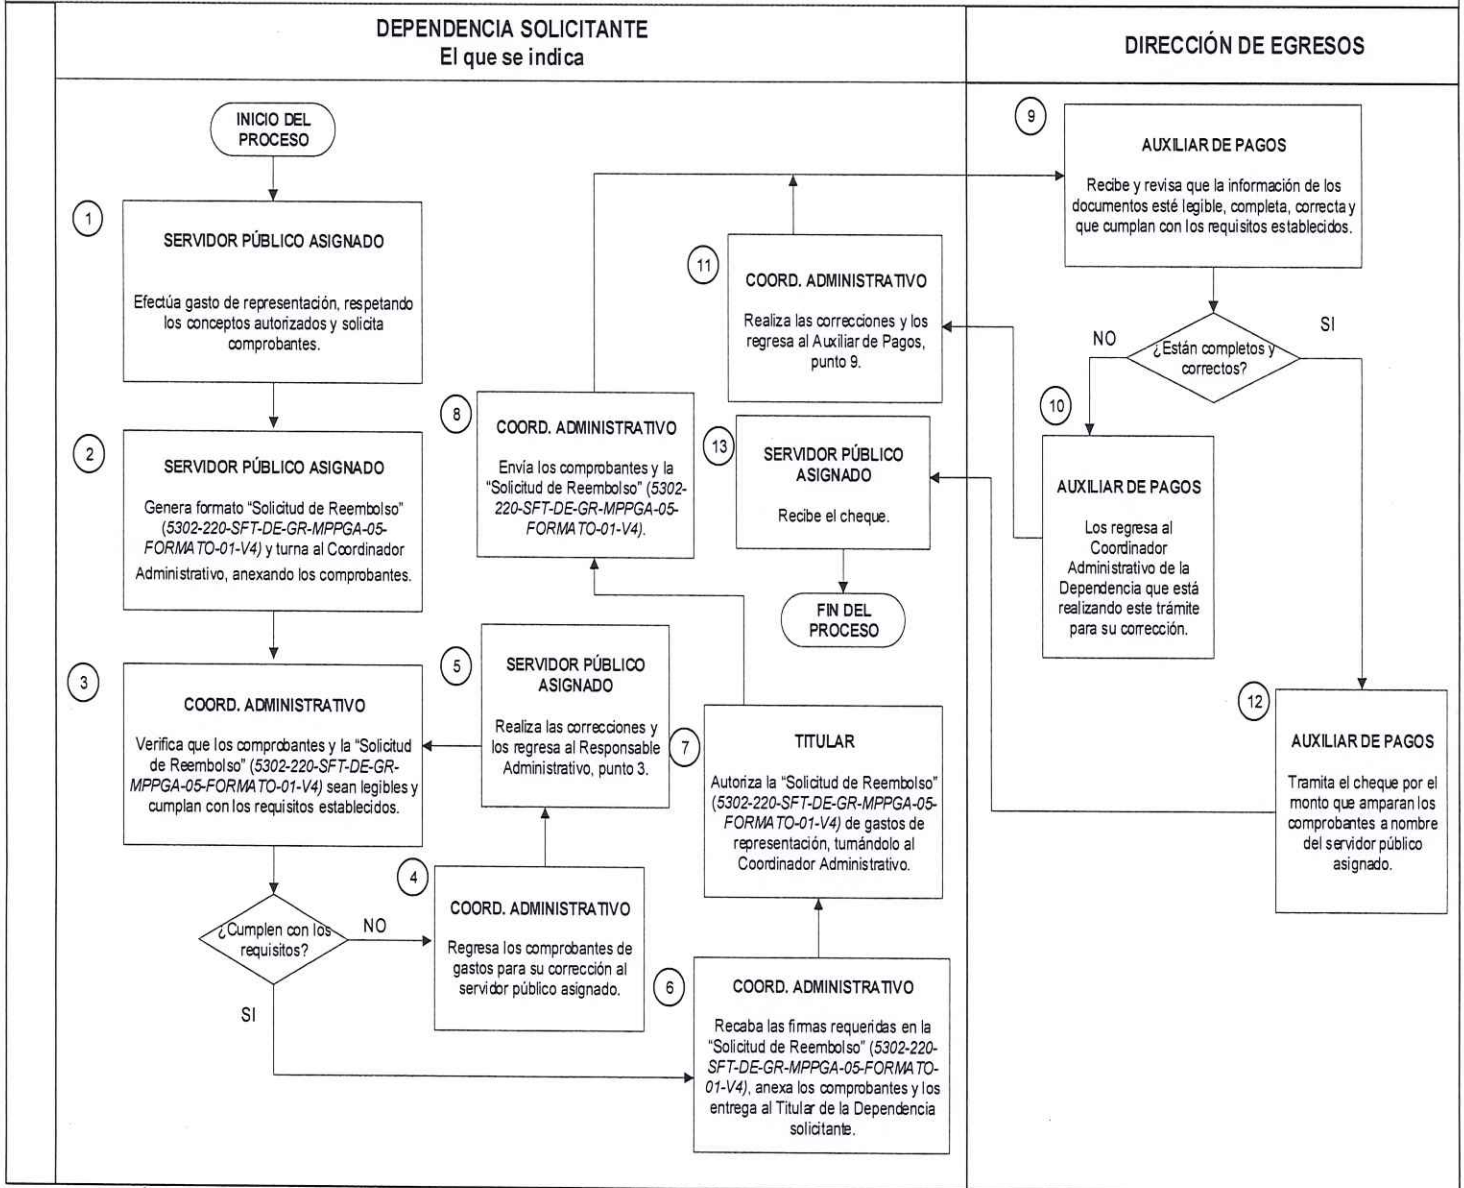 DEPENDENCIA SOLICITANTE
El que se indica
DIRECCIÓN DE EGRESOS
INICIO DEL
PROCESO
1
SERVIDOR PÚBLICO ASIGNADO
Efectúa gasto de representación, respetando
los conceptos autorizados y solicita
comprobantes.
2
SERVIDOR PÚBLICO ASIGNADO
Genera formato “Solicitud de Reembolso”
(5302-220-SFT-DE-GR-MPPGA-05-
FORMATO-01-V4) y turna al Coordinador
Administrativo, anexando los comprobantes.
3
COORD. ADMINISTRATIVO
Verifica que los comprobantes y la “Solicitud
de Reembolso” (5302-220-SFT-DE-GR-
MPPGA-05-FORMATO-01-V4) sean legibles y
cumplan con los requisitos establecidos.
¿Cumplen con los
requisitos?
NO
SI
4
COORD. ADMINISTRATIVO
Regresa los comprobantes de
gastos para su corrección al
servidor público asignado.
5
SERVIDOR PÚBLICO
ASIGNADO
Realiza las correcciones y
los regresa al Responsable
Administrativo, punto 3.
6
COORD. ADMINISTRATIVO
Recaba las firmas requeridas en la
“Solicitud de Reembolso” (5302-220-
SFT-DE-GR-MPPGA-05-FORMATO-
01-V4), anexa los comprobantes y los
entrega al Titular de la Dependencia
solicitante.
7
TITULAR
Autoriza la “Solicitud de Reembolso”
(5302-220-SFT-DE-GR-MPPGA-05-
FORMATO-01-V4) de gastos de
representación, turnándolo al
Coordinador Administrativo.
8
COORD. ADMINISTRATIVO
Envía los comprobantes y la
“Solicitud de Reembolso” (5302-
220-SFT-DE-GR-MPPGA-05-
FORMATO-01-V4).
9
AUXILIAR DE PAGOS
Recibe y revisa que la información de los
documentos esté legible, completa, correcta y
que cumplan con los requisitos establecidos.
¿Están completos y
correctos?
NO
SI
10
AUXILIAR DE PAGOS
Los regresa al
Coordinador
Administrativo de la
Dependencia que está
realizando este trámite
para su corrección.
11
COORD. ADMINISTRATIVO
Realiza las correcciones y los
regresa al Auxiliar de Pagos,
punto 9.
12
AUXILIAR DE PAGOS
Tramita el cheque por el
monto que amparan los
comprobantes a nombre
del servidor público
asignado.
13
SERVIDOR PÚBLICO
ASIGNADO
Recibe el cheque.
FIN DEL
PROCESO